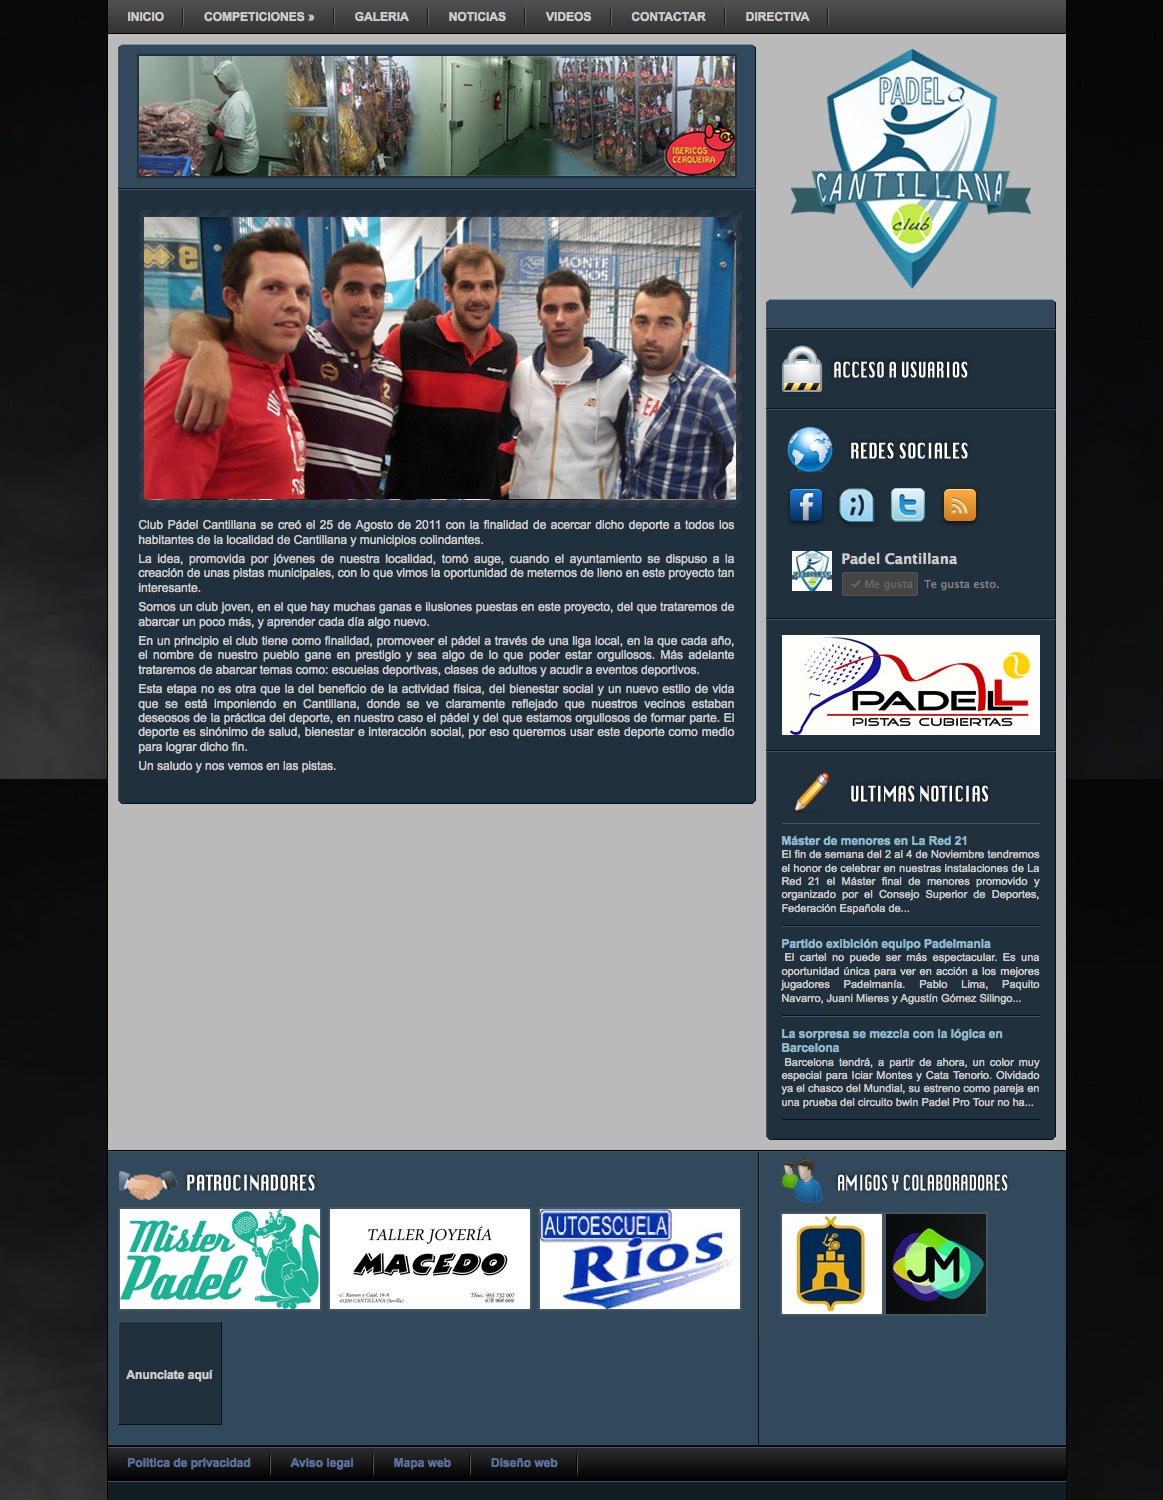 INICIO
COMPETICIONES »
GALERIA
NOTICIAS
VIDEOS
CONTACTAR
DIRECTIVA
IBERICOS
CERQUEIRA
PADEL
CANTILLANA
club
MONTE
ACCESO A USUARIOS
REDES SOCIALES
Padel Cantillana
Me gusta
Te gusta esto.
Club Pádel Cantillana se creó el 25 de Agosto de 2011 con la finalidad de acercar dicho deporte a todos los
habitantes de la localidad de Cantillana y municipios colindantes.
La idea, promovida por jóvenes de nuestra localidad, tomó auge, cuando el ayuntamiento se dispuso a la
creación de unas pistas municipales, con lo que vimos la oportunidad de meternos de lleno en este proyecto tan
interesante.
Somos un club joven, en el que hay muchas ganas e ilusiones puestas en este proyecto, del que trataremos de
abarcar un poco más, y aprender cada día algo nuevo.
En un principio el club tiene como finalidad, promoveer el pádel a través de una liga local, en la que cada año,
el nombre de nuestro pueblo gane en prestigio y sea algo de lo que poder estar orgullosos. Más adelante
trataremos de abarcar temas como: escuelas deportivas, clases de adultos y acudir a eventos deportivos.
Esta etapa no es otra que la del beneficio de la actividad física, del bienestar social y un nuevo estilo de vida
que se está imponiendo en Cantillana, donde se ve claramente reflejado que nuestros vecinos estaban
deseosos de la práctica del deporte, en nuestro caso el pádel y del que estamos orgullosos de formar parte. El
deporte es sinónimo de salud, bienestar e interacción social, por eso queremos usar este deporte como medio
para lograr dicho fin.
Un saludo y nos vemos en las pistas.
PADELL
PISTAS CUBIERTAS
ULTIMAS NOTICIAS
Máster de menores en La Red 21
El fin de semana del 2 al 4 de Noviembre tendremos
el honor de celebrar en nuestras instalaciones de La
Red 21 el Máster final de menores promovido y
organizado por el Consejo Superior de Deportes,
Federación Española de...
Partido exibición equipo Padelmania
El cartel no puede ser más espectacular. Es una
oportunidad única para ver en acción a los mejores
jugadores Padelmanía. Pablo Lima, Paquito
Navarro, Juani Mieres y Agustín Gómez Silingo...
La sorpresa se mezcla con la lógica en
Barcelona
Barcelona tendrá, a partir de ahora, un color muy
especial para Iciar Montes y Cata Tenorio. Olvidado
ya el chasco del Mundial, su estreno como pareja en
una prueba del circuito bwin Padel Pro Tour no ha...
PATROCINADORES
Mister
Padel
TALLER JOYERÍA
MACEDO
c/. Ramón y Cajal, 19-A
41320 CANTILLANA (Sevilla)
Tfnos.: 955 732 007
678 968 669
AUTOESCUELA
Ríos
AMIGOS Y COLABORADORES
JM
Anunciate aquí
Politica de privacidad
Aviso legal
Mapa web
Diseño web